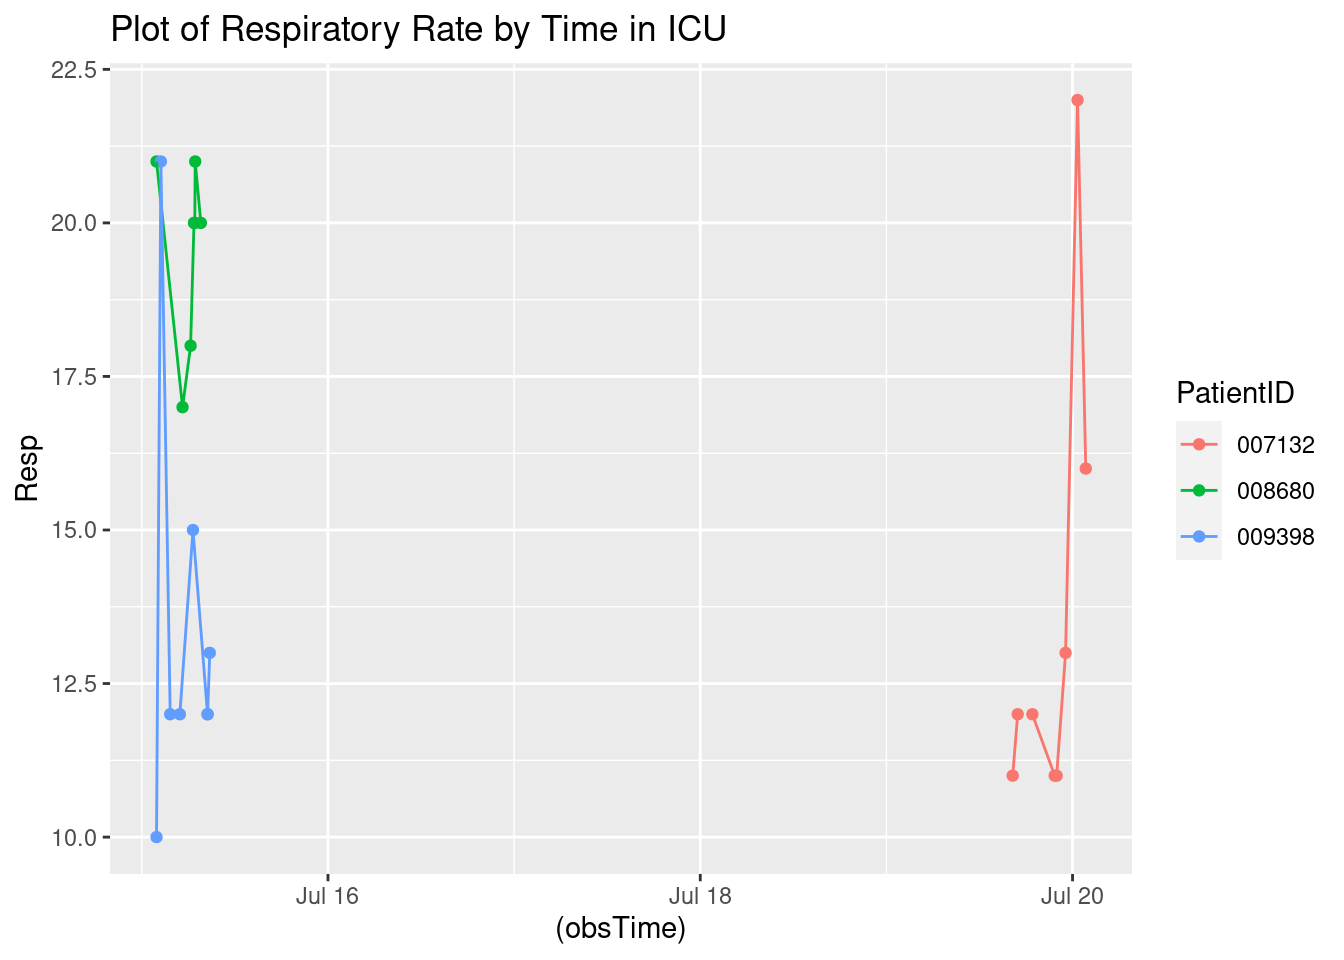 Plot of Respiratory Rate by Time in ICU
22.5
20.0
17.5
15.0
12.5
10.0
Resp
Jul 16
Jul 18
Jul 20
(obsTime)
PatientID
007132
008680
009398